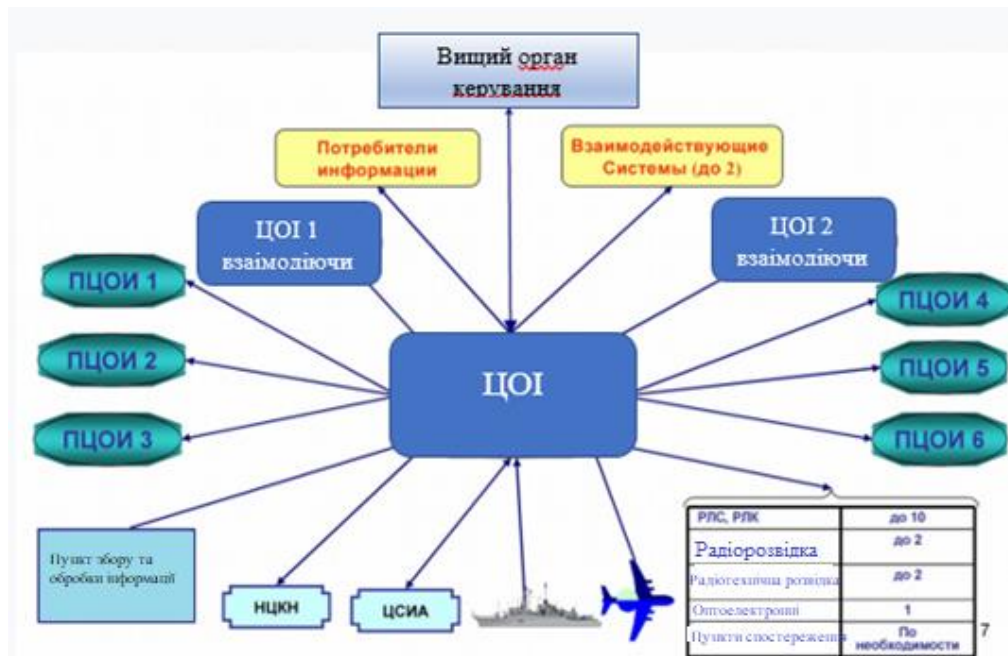 Вищий орган
керування
Потребители
информации
Взаимодействующие
Системы (до 2)
ЦОІ 1
взаімодіючи
ЦОІ 2
взаімодіючи
ПЦОИ 1
ПЦОИ 4
ЦОІ
ПЦОИ 2
ПЦОИ 5
ПЦОИ 3
ПЦОИ 6
Пункт збору та
обробки інформації
НЦКН
ЦСИА
РЛС, РЛК до 10
Радіорозвідка до 2
Радіотехнічна розвідка до 2
Оптоелектронні 1
Пункти спостереження По
необходимости
7